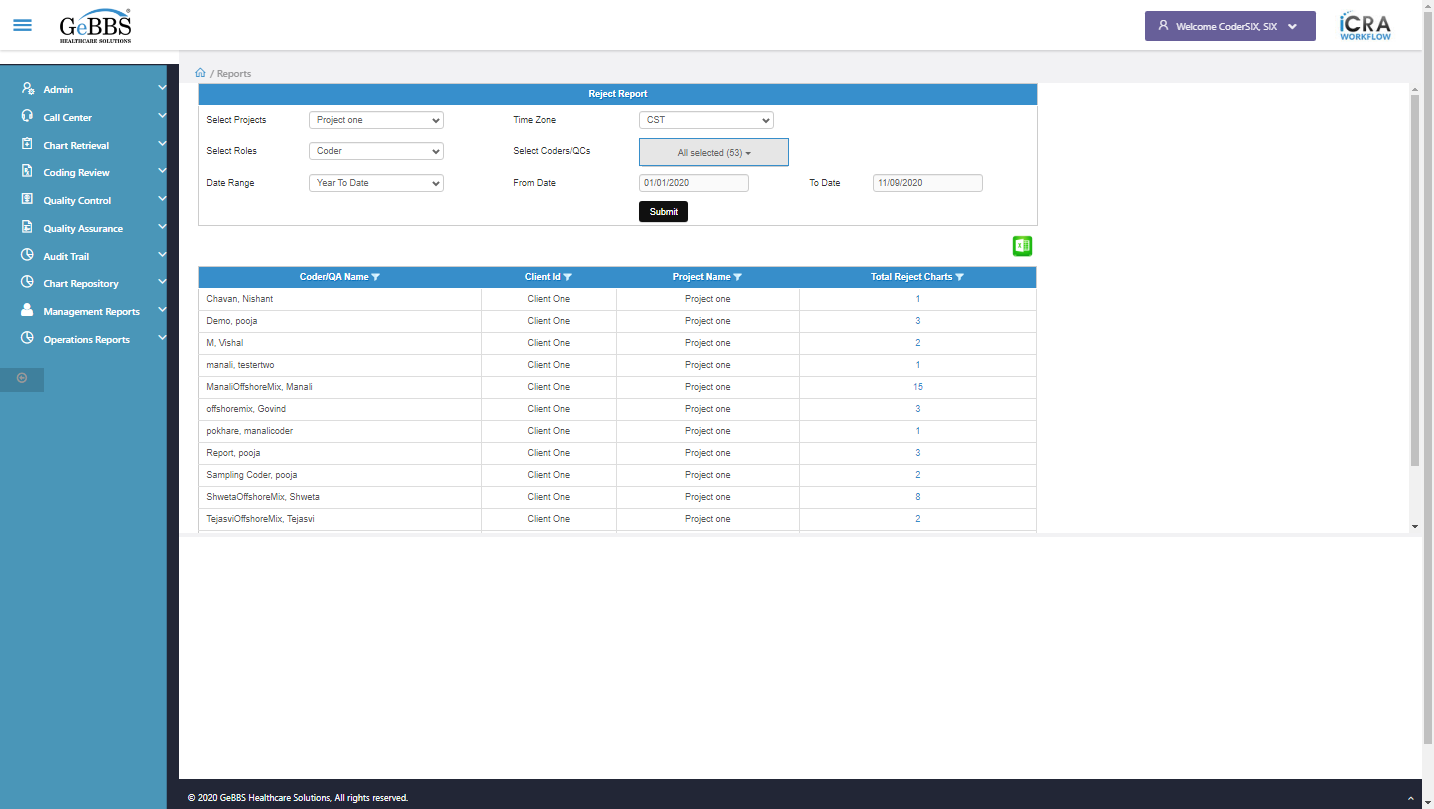 GeBBS®
HEALTHCARE SOLUTIONS
Welcome CoderSIX, SIX
iCRA
WORKFLOW
/ Reports
Admin
Call Center
Chart Retrieval
Coding Review
Quality Control
Quality Assurance
Audit Trail
Chart Repository
Management Reports
Operations Reports
Reject Report
Select Projects Project one Time Zone CST
Select Roles Coder Select Coders/QCs All selected (53)
Date Range Year To Date From Date 01/01/2020 To Date 11/09/2020
Submit
Coder/QA Name Client Id Project Name Total Reject Charts
Chavan, Nishant Client One Project one 1
Demo, pooja Client One Project one 3
M, Vishal Client One Project one 2
manali, testertwo Client One Project one 1
ManaliOffshoreMix, Manali Client One Project one 15
offshoremix, Govind Client One Project one 3
pokhare, manalicoder Client One Project one 1
Report, pooja Client One Project one 3
Sampling Coder, pooja Client One Project one 2
ShwetaOffshoreMix, Shweta Client One Project one 8
TejasviOffshoreMix, Tejasvi Client One Project one 2
© 2020 GeBBS Healthcare Solutions, All rights reserved.